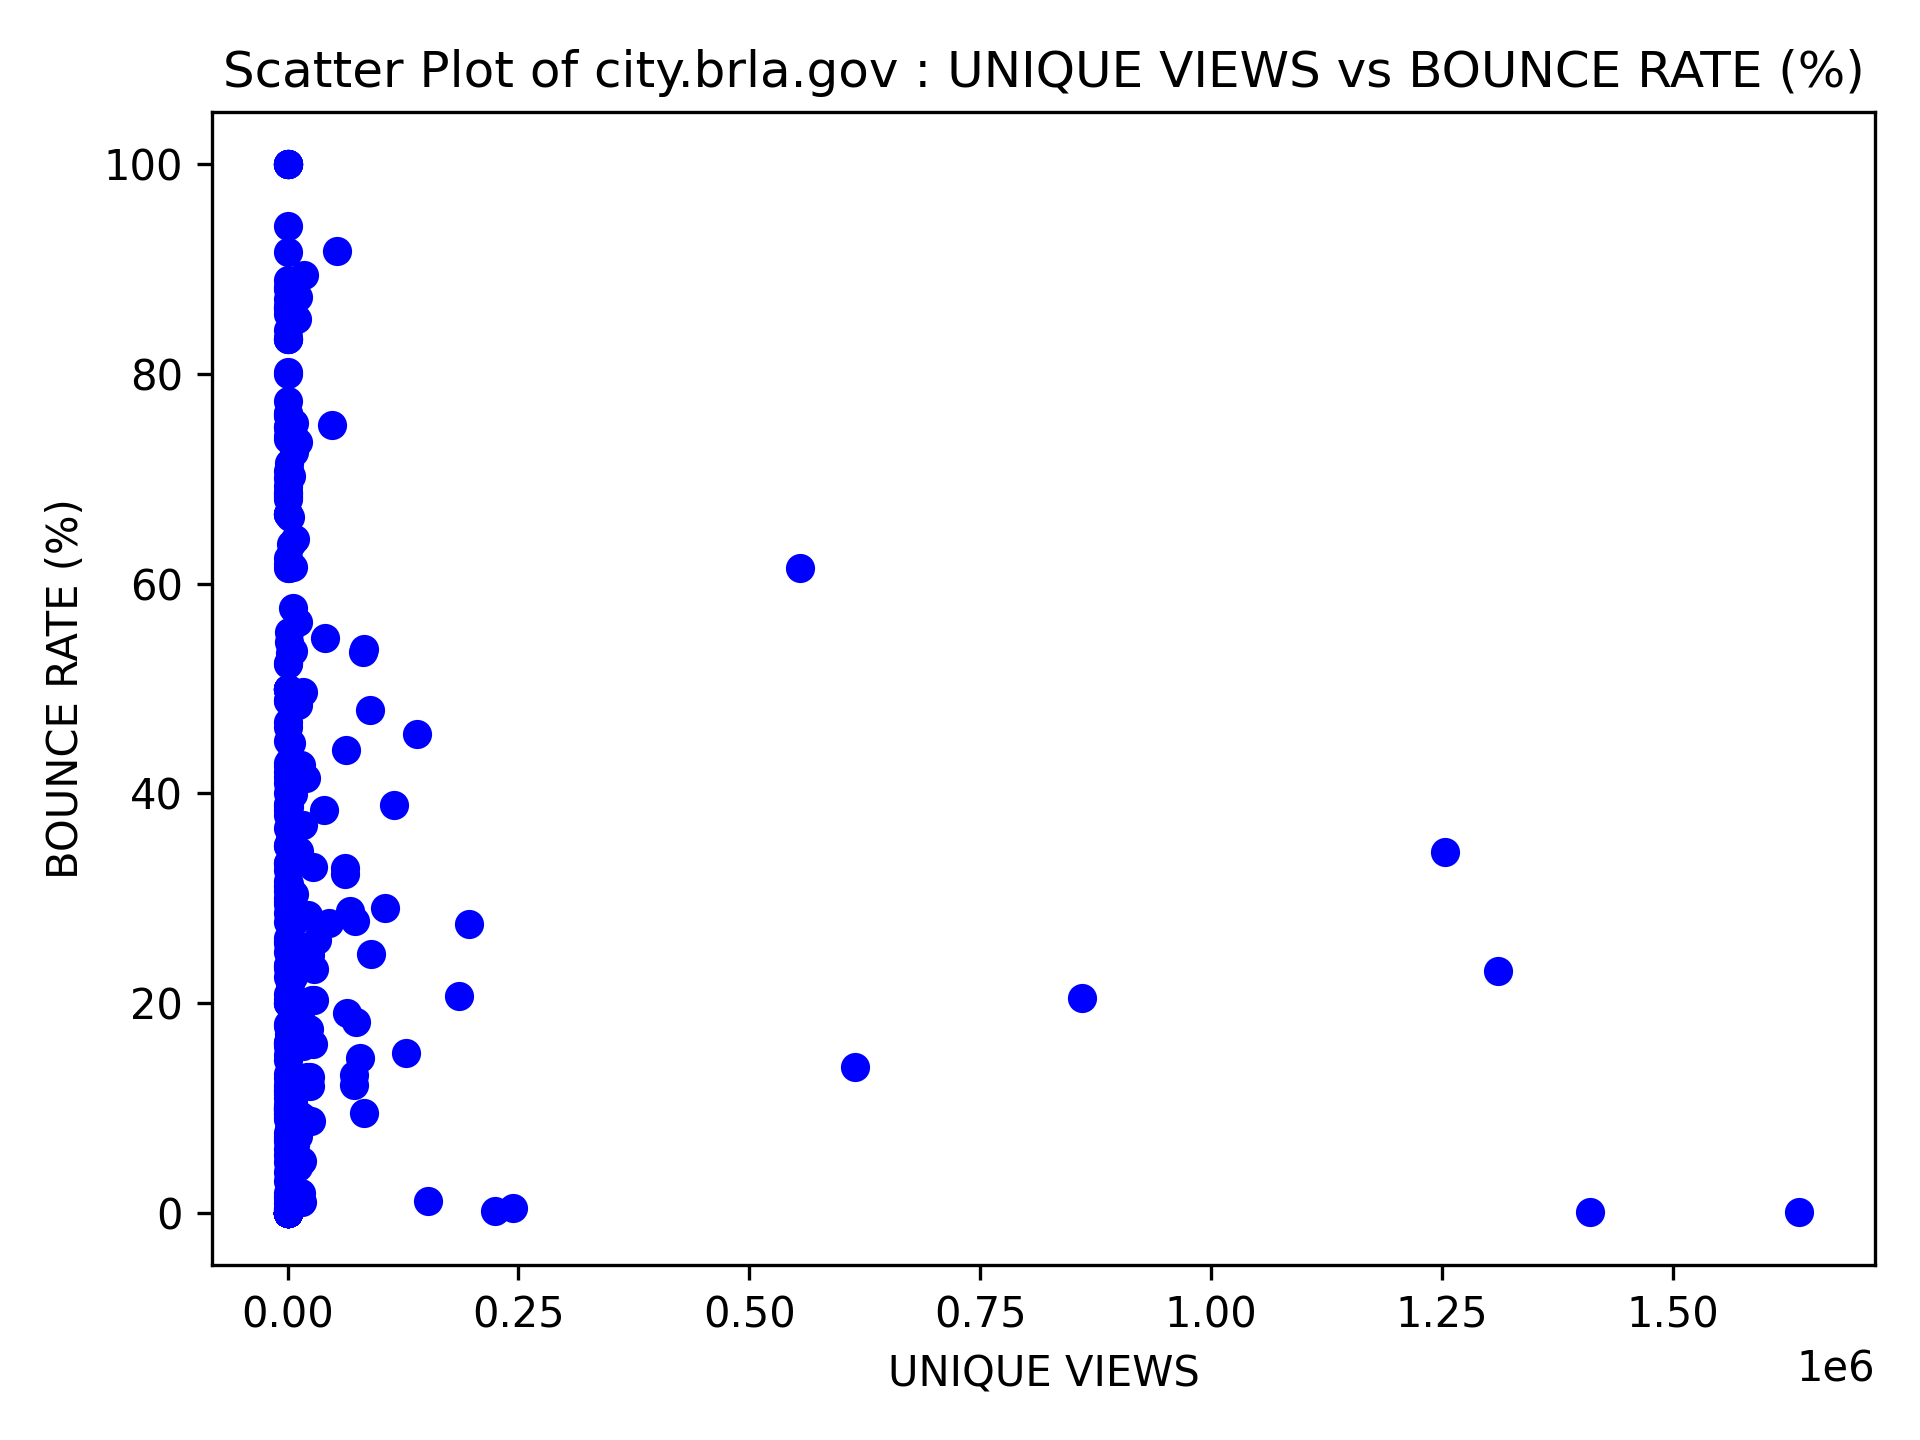 Scatter Plot of city.brla.gov : UNIQUE VIEWS vs BOUNCE RATE (%)
BOUNCE RATE (%)
100
80
60
40
20
0
0.00 0.25 0.50 0.75 1.00 1.25 1.50
1e6
UNIQUE VIEWS